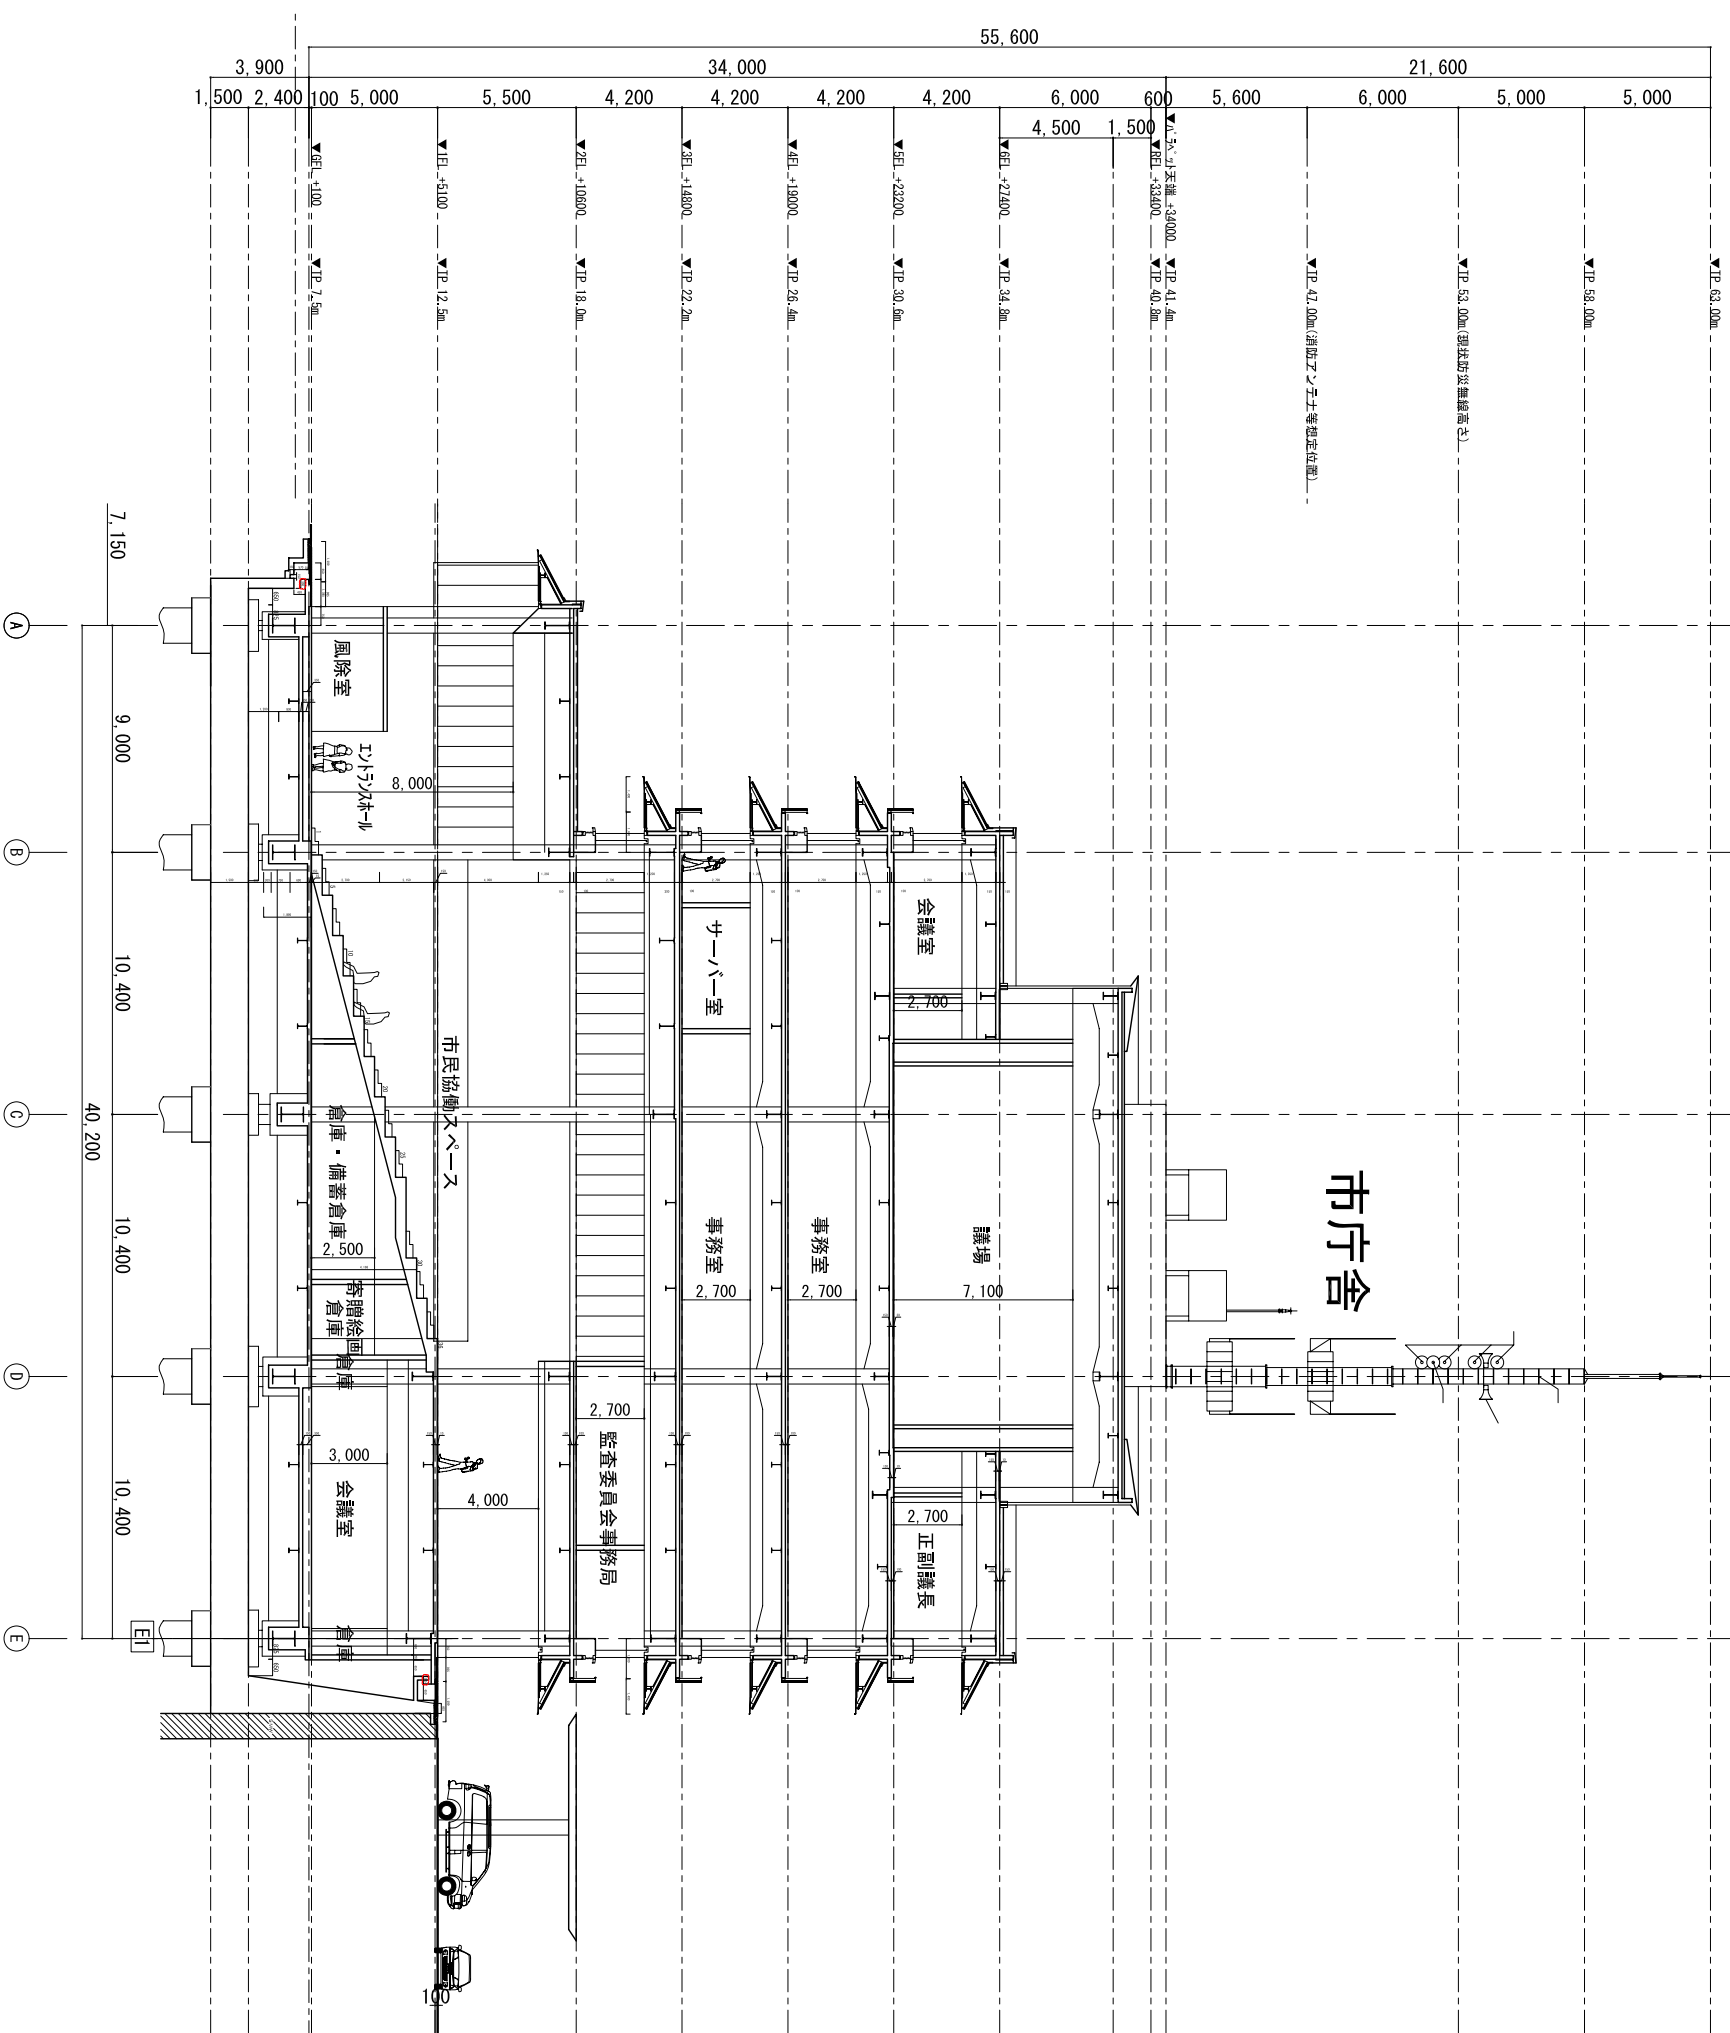 55,600
3,900
34,000
21,600
1,500
2,400
100
5,000
5,500
4,200
4,200
4,200
4,200
6,000
600
5,600
6,000
5,000
5,000
4,500
1,500
▼GFL +100
▼1FL +5100
▼2FL +10600
▼3FL +14800
▼4FL +19000
▼5FL +23200
▼6FL +27400
▼RFL +33400
▼パラペット天端 +34000
▼TP 7.5m
▼TP 12.5m
▼TP 18.0m
▼TP 22.2m
▼TP 26.4m
▼TP 30.6m
▼TP 34.8m
▼TP 40.8m
▼TP 41.4m
▼TP 47.00m(消防アンテナ等想定位置)
▼TP 53.00m(現状防災無線高さ)
▼TP 58.00m
▼TP 63.00m
市庁舎
7,150
9,000
10,400
10,400
10,400
40,200
A
B
C
D
E
E1
風除室
エントランスホール
8,000
市民協働スペース
倉庫・備蓄倉庫
2,500
寄贈絵画
倉庫
倉庫
3,000
会議室
倉庫
4,000
2,700
監査委員会事務局
サーバー室
事務室
2,700
事務室
2,700
会議室
2,700
議場
7,100
2,700
正副議長
650
650
10
20
25
30
100